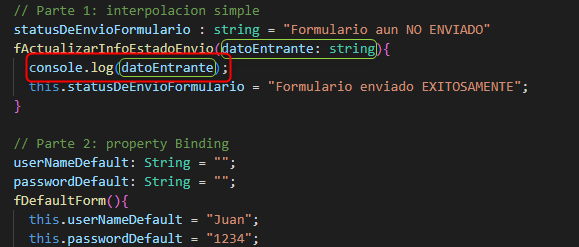 // Parte 1: interpolacion simple
statusDeEnvioFormulario : string = "Formulario aun NO ENVIADO"
fActualizarInfoEstadoEnvio(datoEntrante: string){
  console.log(datoEntrante);
  this.statusDeEnvioFormulario = "Formulario enviado EXITOSAMENTE";
}

// Parte 2: property Binding
userNameDefault: String = "";
passwordDefault: String = "";
fDefaultForm(){
  this.userNameDefault = "Juan";
  this.passwordDefault = "1234";